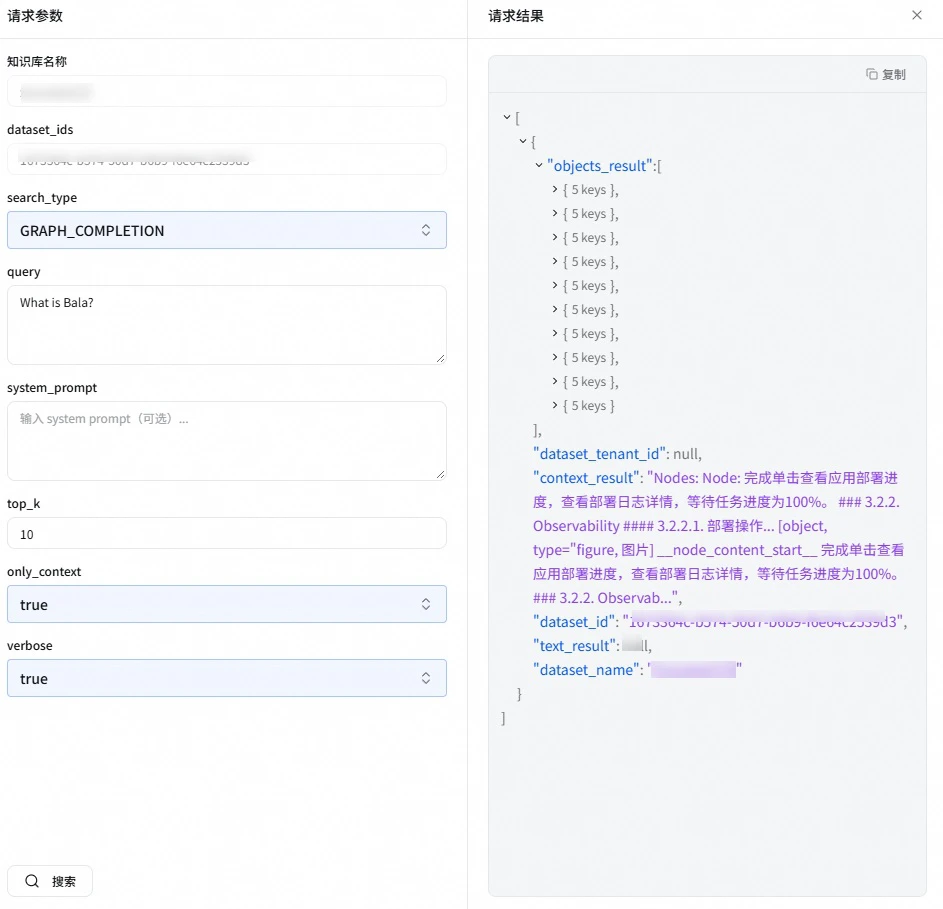 请求参数
知识库名称
dataset_ids
search_type
GRAPH_COMPLETION
query
What is Bala?
system_prompt
输入 system prompt（可选）...
top_k
10
only_context
true
verbose
true
搜索
请求结果
复制
[
{
"objects_result":[
{ 5 keys },
{ 5 keys },
{ 5 keys },
{ 5 keys },
{ 5 keys },
{ 5 keys },
{ 5 keys },
{ 5 keys },
{ 5 keys },
{ 5 keys }
],
"dataset_tenant_id": null,
"context_result": "Nodes: Node: 完成单击查看应用部署进
度，查看部署日志详情，等待任务进度为100%。 ### 3.2.2.
Observability #### 3.2.2.1. 部署操作... [object,
type="figure, 图片] __node_content_start__ 完成单击查看
应用部署进度，查看部署日志详情，等待任务进度为100%。
### 3.2.2. Observab...",
"dataset_id":
"text_result":
"dataset_name":
}
]